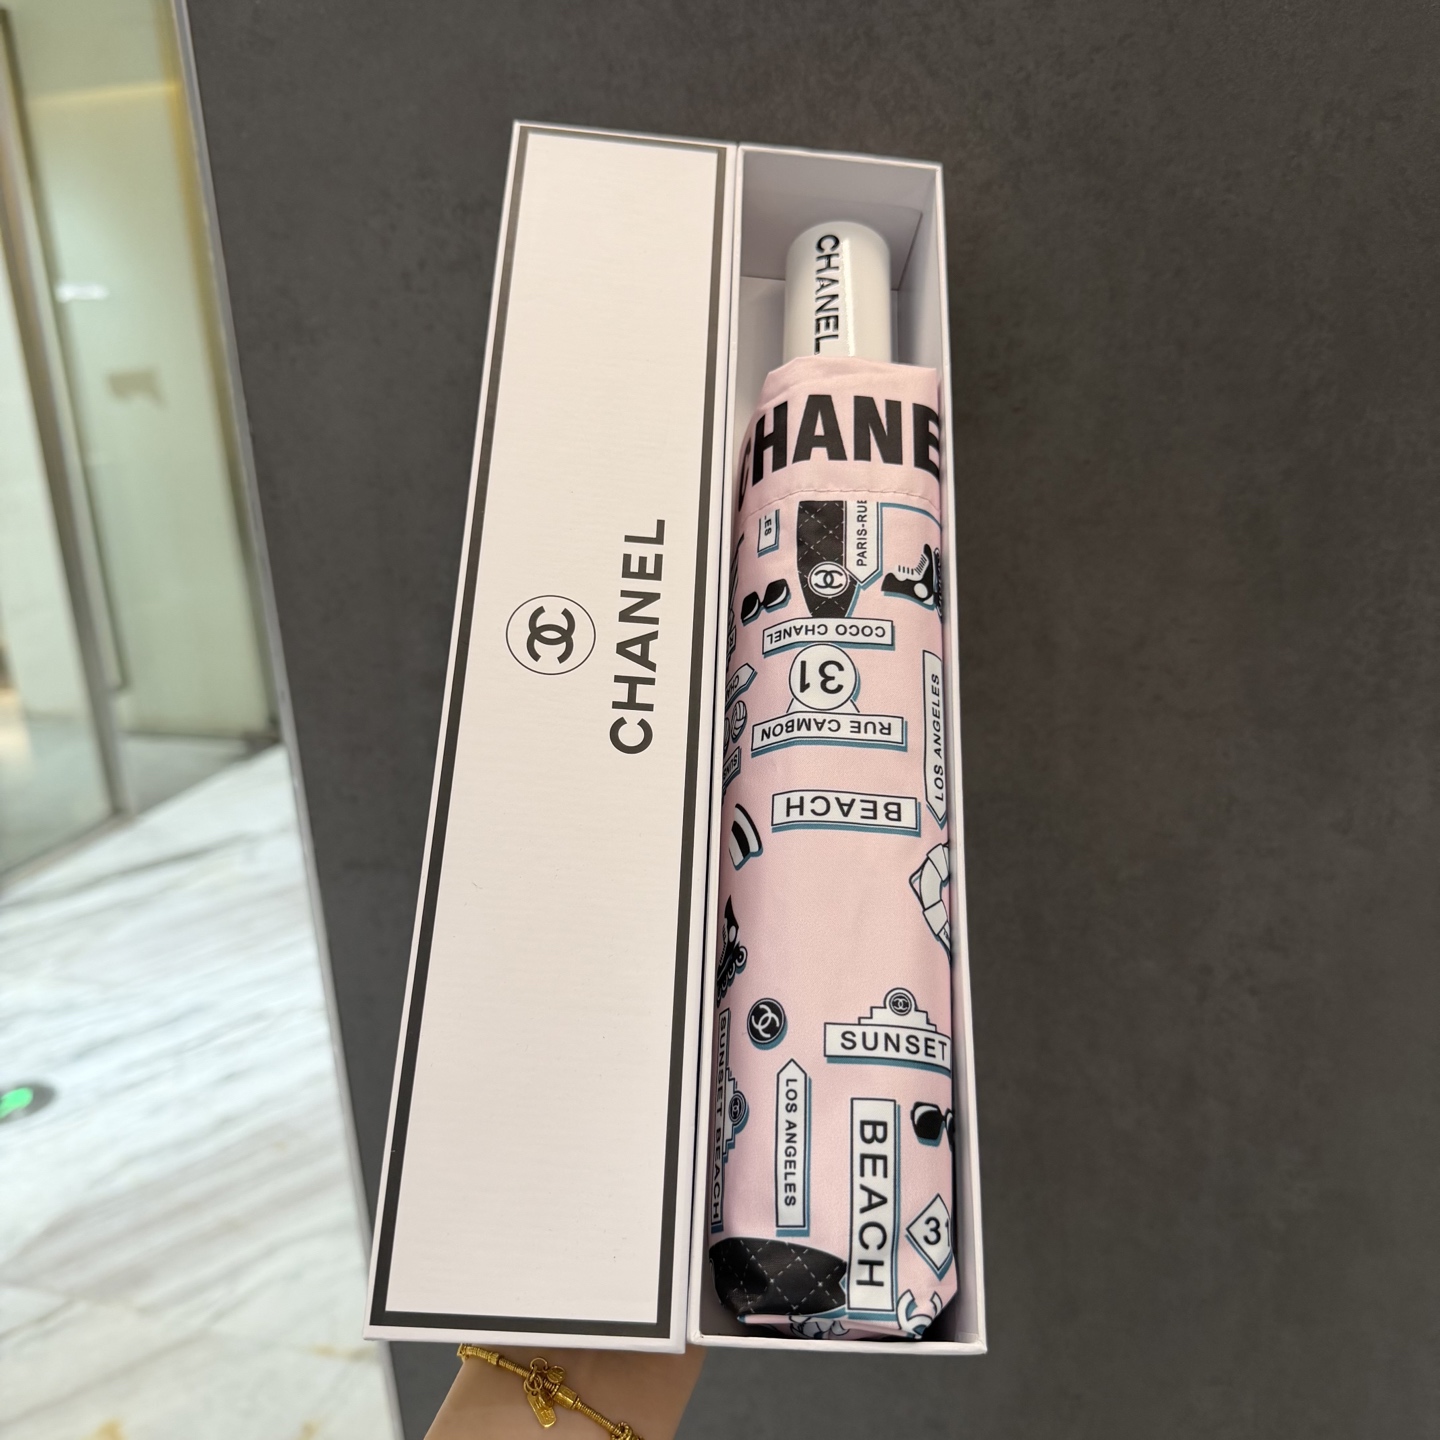 CHANEL
CHANEL
CHANE
PARIS-RUE
COCO CHANEL
31
RUE CAMBON
LOS ANGELES
BEACH
SUNSET
LOS ANGELES
BEACH
31
SUNSET BEACH